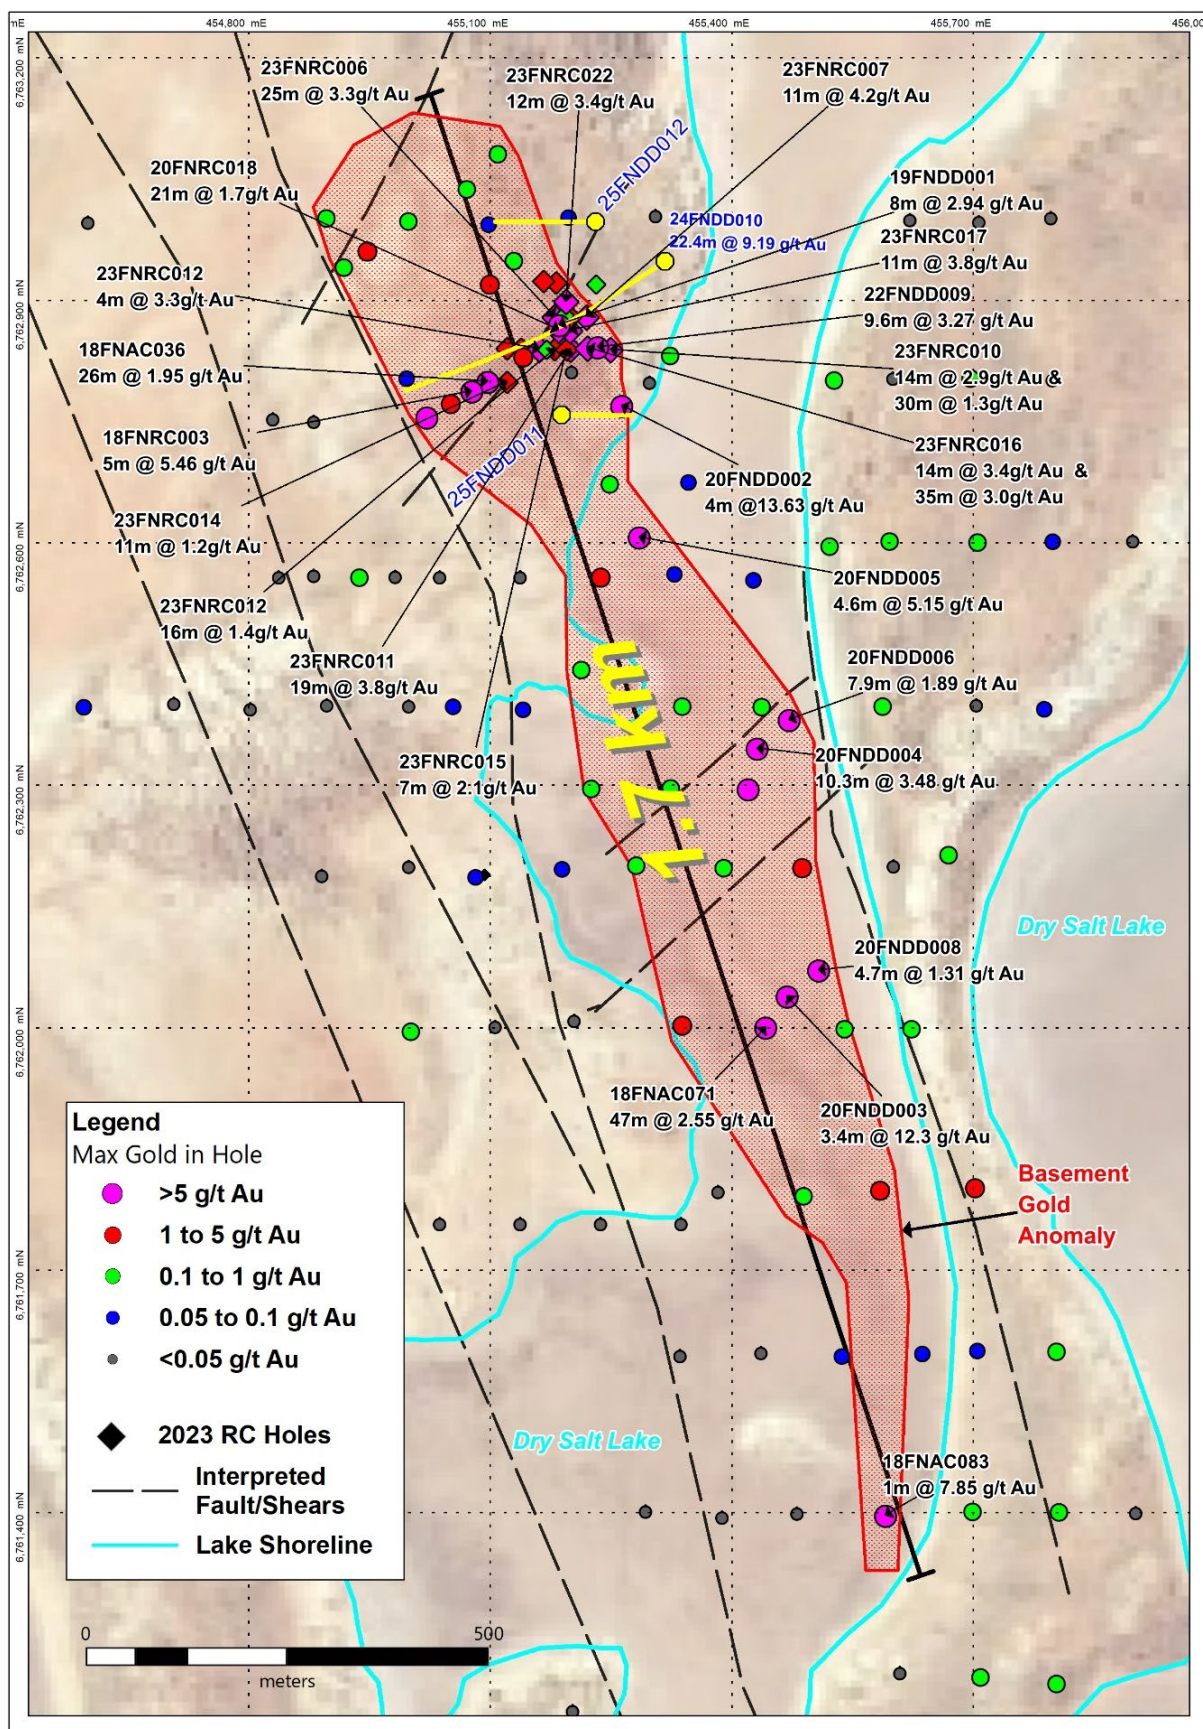 mE
454,800 mE
455,100 mE
455,400 mE
455,700 mE
456,00
6,763,200 mN
6,762,900 mN
6,762,600 mN
6,762,300 mN
6,762,000 mN
6,761,700 mN
6,761,400 mN
23FNRC006
25m @ 3.3g/t Au
23FNRC022
12m @ 3.4g/t Au
23FNRC007
11m @ 4.2g/t Au
25FNDD012
20FNRC018
21m @ 1.7g/t Au
19FNDD001
8m @ 2.94 g/t Au
24FNDD010
22.4m @ 9.19 g/t Au
23FNRC017
11m @ 3.8g/t Au
23FNRC012
4m @ 3.3g/t Au
22FNDD009
9.6m @ 3.27 g/t Au
18FNAC036
26m @ 1.95 g/t Au
23FNRC010
14m @ 2.9g/t Au &
30m @ 1.3g/t Au
18FNRC003
5m @ 5.46 g/t Au
25FNDD011
23FNRC016
14m @ 3.4g/t Au &
35m @ 3.0g/t Au
20FNDD002
4m @13.63 g/t Au
23FNRC014
11m @ 1.2g/t Au
20FNDD005
4.6m @ 5.15 g/t Au
23FNRC012
16m @ 1.4g/t Au
23FNRC011
19m @ 3.8g/t Au
20FNDD006
7.9m @ 1.89 g/t Au
1.7km
23FNRC015
7m @ 2.1g/t Au
20FNDD004
10.3m @ 3.48 g/t Au
Dry Salt Lake
20FNDD008
4.7m @ 1.31 g/t Au
18FNAC071
47m @ 2.55 g/t Au
20FNDD003
3.4m @ 12.3 g/t Au
Basement
Gold
Anomaly
Legend
Max Gold in Hole
>5 g/t Au
1 to 5 g/t Au
0.1 to 1 g/t Au
0.05 to 0.1 g/t Au
<0.05 g/t Au
2023 RC Holes
Interpreted
Fault/Shears
Lake Shoreline
Dry Salt Lake
18FNAC083
1m @ 7.85 g/t Au
0
500
meters